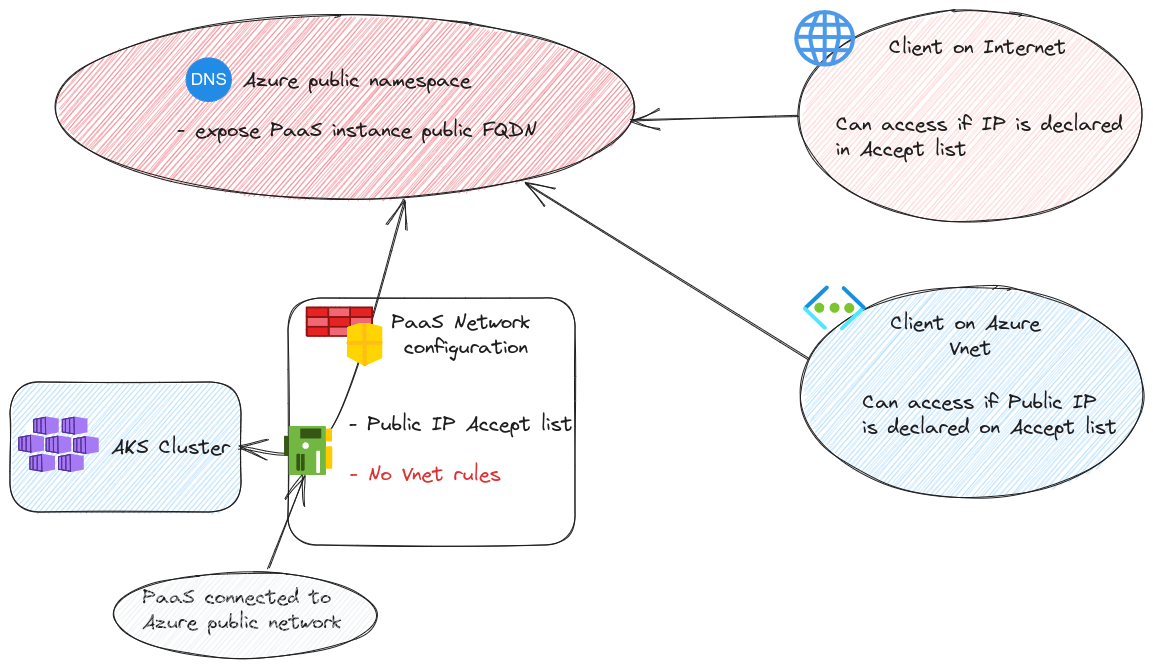 DNS
Azure public namespace
- expose PaaS instance public FQDN
Client on Internet
Can access if IP is declared
in Accept list
PaaS Network
configuration
- Public IP Accept list
- No Vnet rules
Client on Azure
Vnet
Can access if Public IP
is declared on Accept list
AKS Cluster
PaaS connected to
Azure public network